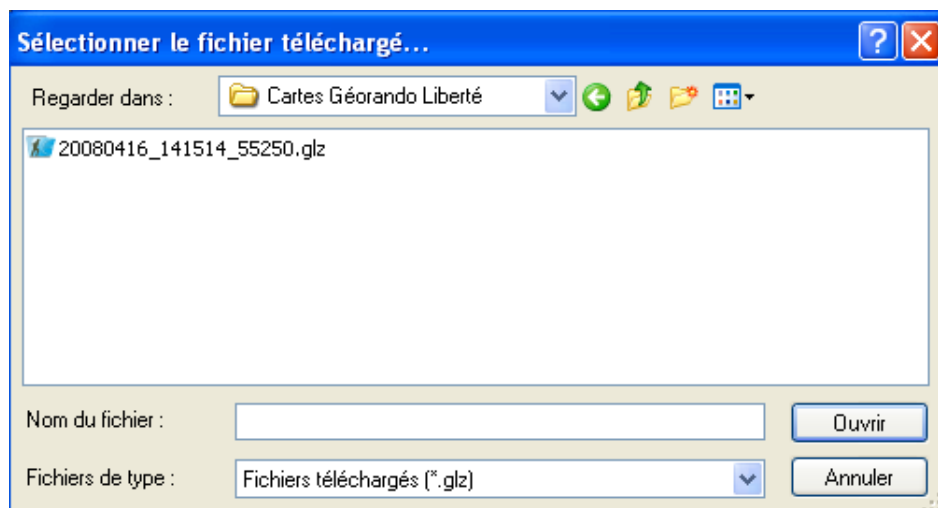 Sélectionner le fichier téléchargé...
Regarder dans : Cartes Géorando Liberté
20080416_141514_55250.glz
Nom du fichier : Ouvrir
Fichiers de type : Fichiers téléchargés (*.glz) Annuler